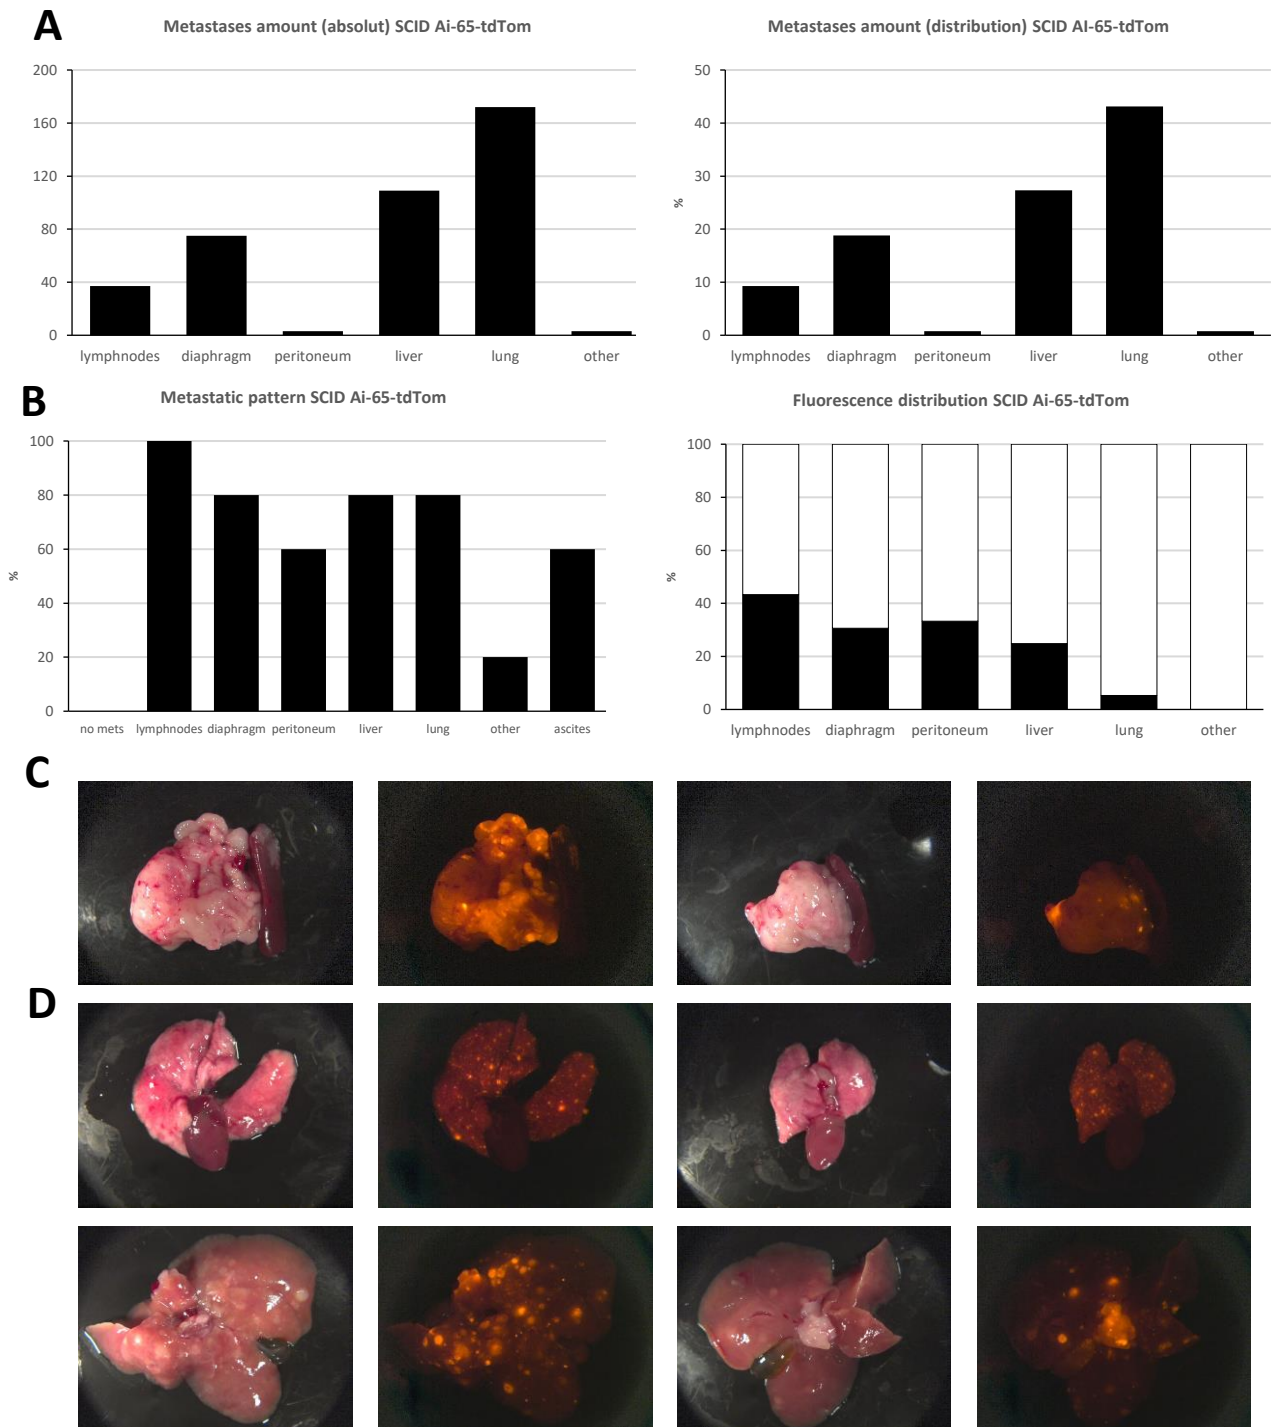 A
Metastases amount (absolut) SCID Ai-65-tdTom
200
160
120
80
40
0
lymphnodes diaphragm peritoneum liver lung other
Metastases amount (distribution) SCID AI-65-tdTom
50
40
30
20
10
0
%
lymphnodes diaphragm peritoneum liver lung other
B
Metastatic pattern SCID Ai-65-tdTom
100
80
60
40
20
0
%
no mets lymphnodes diaphragm peritoneum liver lung other ascites
Fluorescence distribution SCID Ai-65-tdTom
100
80
60
40
20
0
%
lymphnodes diaphragm peritoneum liver lung other
C
D